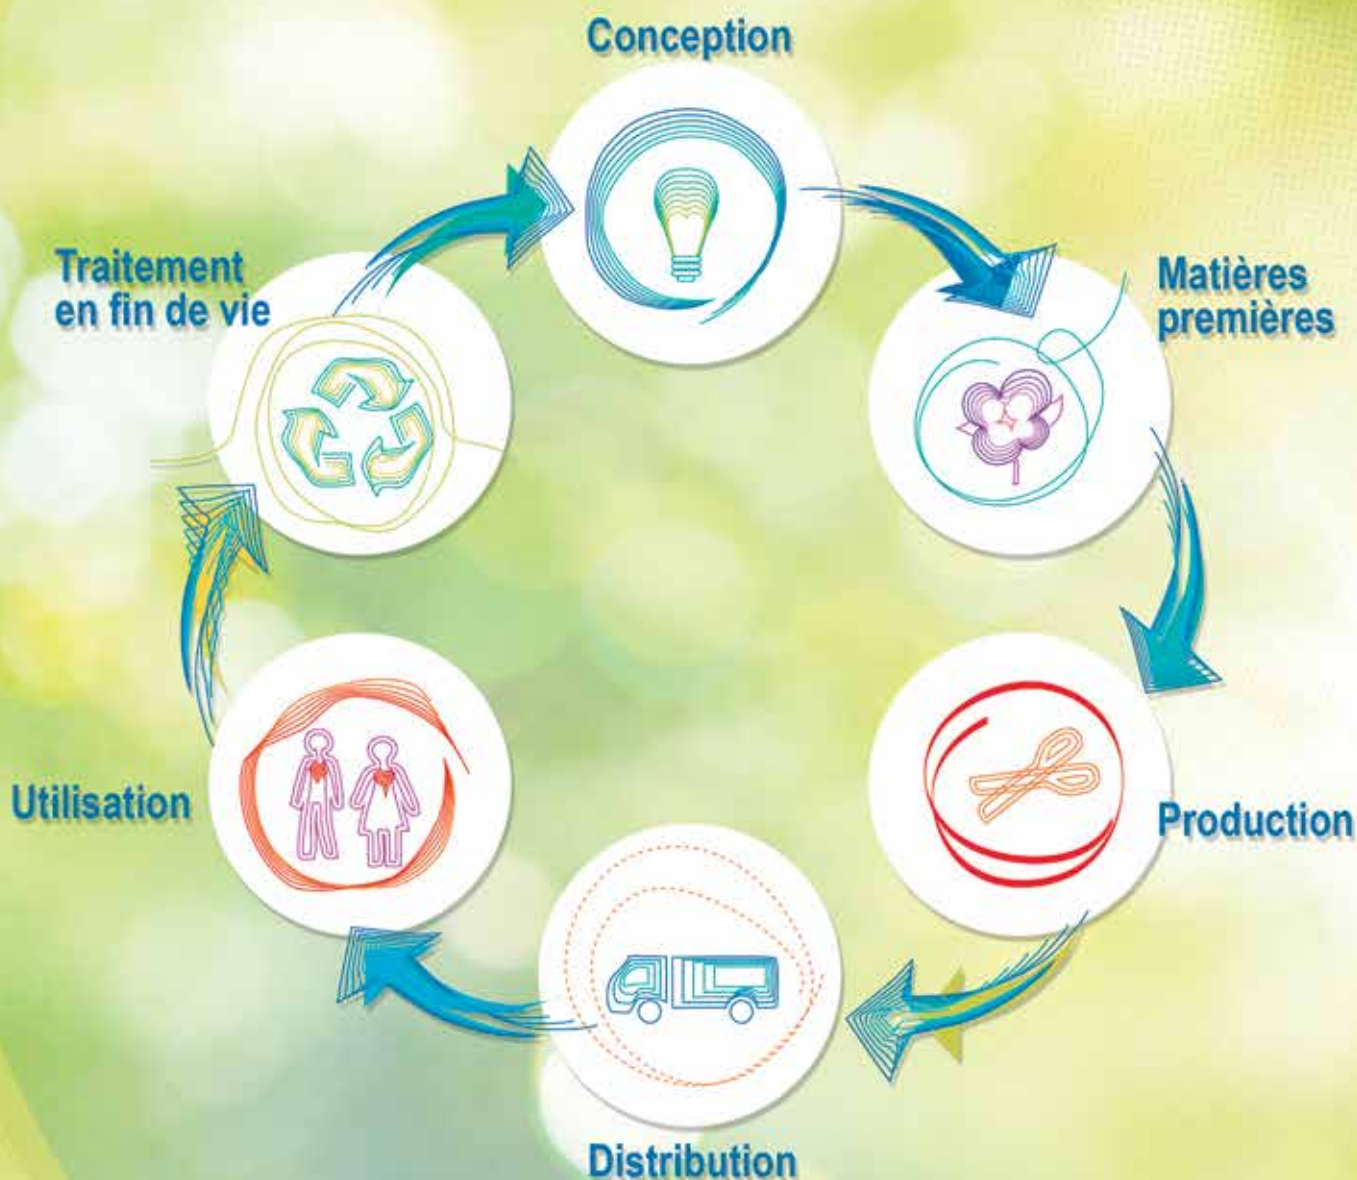 Conception
Matières
premières
Production
Distribution
Utilisation
Traitement
en fin de vie